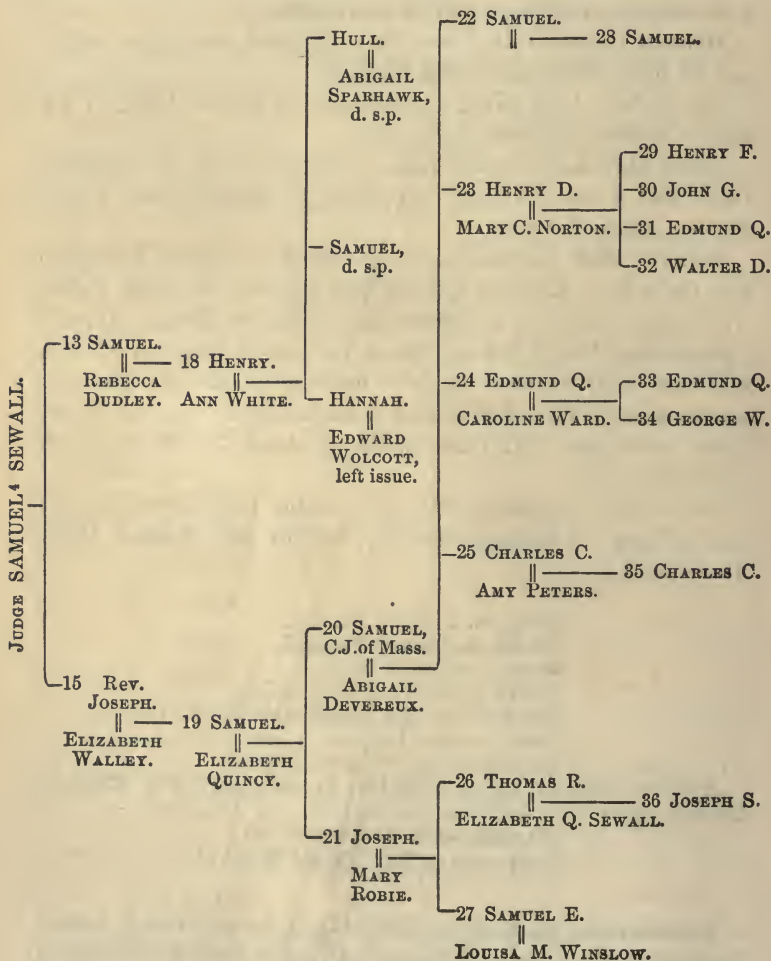 JUDGE SAMUEL⁴ SEWALL.
13 SAMUEL.
||
REBECCA
DUDLEY.
15 Rev.
JOSEPH.
||
ELIZABETH
WALLEY.
18 HENRY.
||
ANN WHITE.
19 SAMUEL.
||
ELIZABETH
QUINCY.
HULL.
||
ABIGAIL
SPARHAWK,
d. s.p.
SAMUEL,
d. s.p.
HANNAH.
||
EDWARD
WOLCOTT,
left issue.
20 SAMUEL,
C.J. of Mass.
||
ABIGAIL
DEVEREUX.
21 JOSEPH.
||
MARY
ROBIE.
22 SAMUEL.
||
28 SAMUEL.
23 HENRY D.
||
MARY C. NORTON.
29 HENRY F.
30 JOHN G.
31 EDMUND Q.
32 WALTER D.
24 EDMUND Q.
||
CAROLINE WARD.
33 EDMUND Q.
34 GEORGE W.
25 CHARLES C.
||
AMY PETERS.
35 CHARLES C.
26 THOMAS R.
||
ELIZABETH Q. SEWALL.
36 JOSEPH S.
27 SAMUEL E.
||
LOUISA M. WINSLOW.